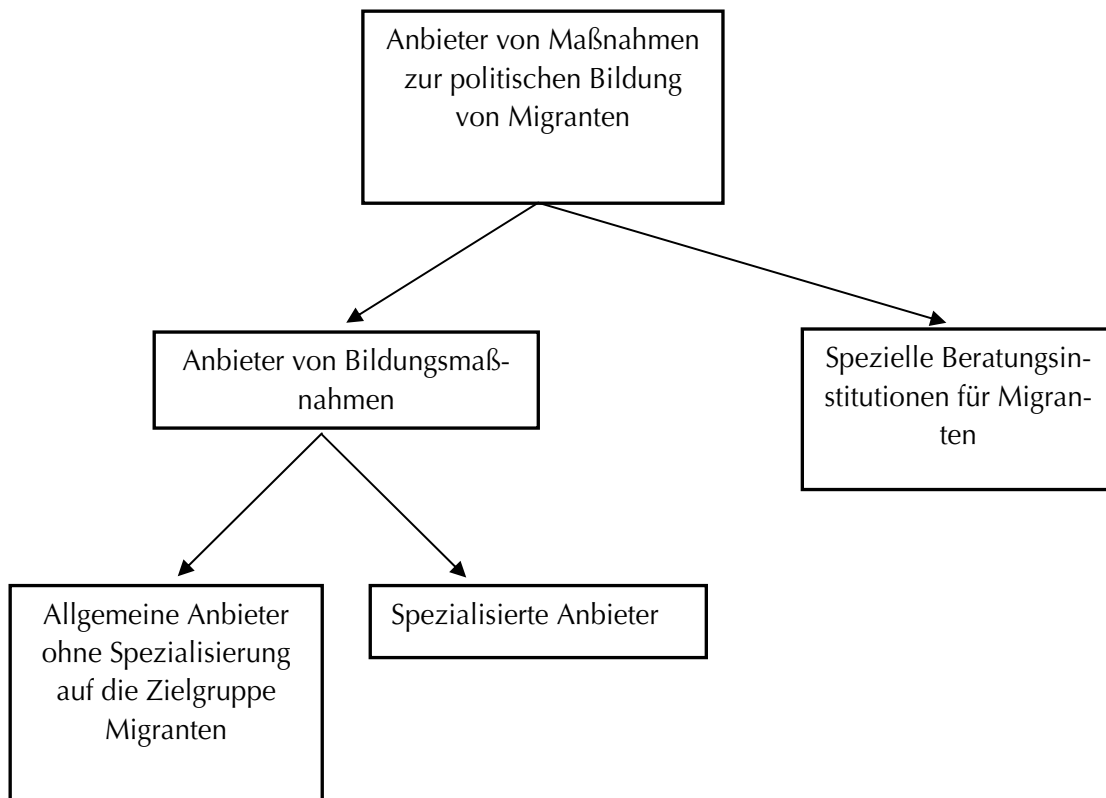 Anbieter von Maßnahmen
zur politischen Bildung
von Migranten
Anbieter von Bildungsmaß-
nahmen
Spezielle Beratungsin-
stitutionen für Migran-
ten
Allgemeine Anbieter
ohne Spezialisierung
auf die Zielgruppe
Migranten
Spezialisierte Anbieter